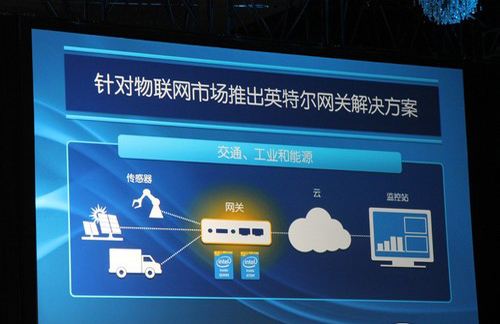 针对物联网市场推出英特尔网关解决方案
交通、工业和能源
传感器
网关
云
监控站
intel
intel